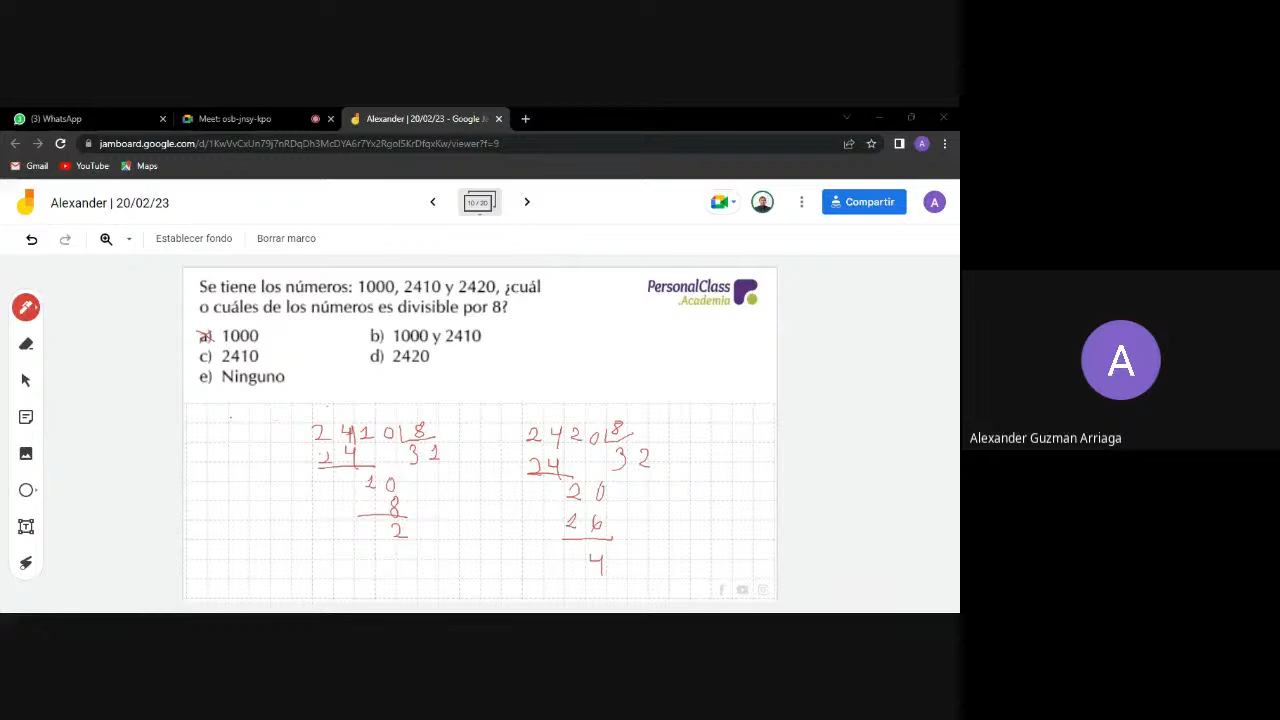 (3) WhatsApp
Meet: osb-jnsy-kpo
Alexander | 20/02/23 - Google Ja
jamboard.google.com/d/1KwVvCxUn79j7nRDqDh3McDYA6r7Yx2RgoI5KrDfqxKw/viewer?f=9
Gmail YouTube Maps
Alexander | 20/02/23
10 / 20
Compartir
A
Establecer fondo
Borrar marco
Se tiene los números: 1000, 2410 y 2420, ¿cuál
o cuáles de los números es divisible por 8?
PersonalClass
.Academia
a) 1000 b) 1000 y 2410
c) 2410 d) 2420
e) Ninguno
2410 8 2420 8
24 31 24 32
10 20
8 26
2 4
A
Alexander Guzman Arriaga